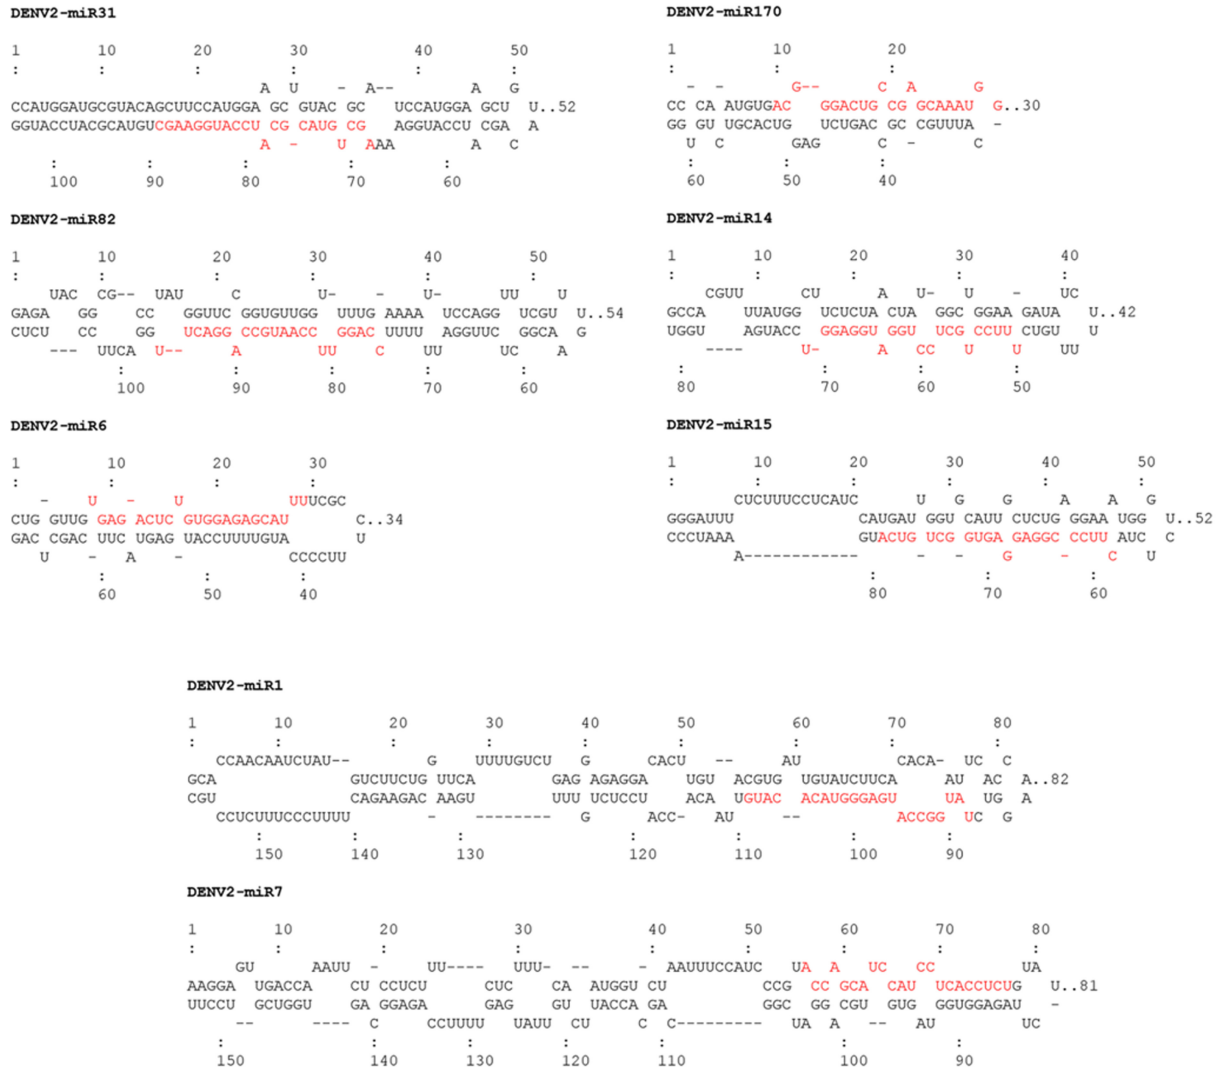 DENV2-miR31
1 10 20 30 40 50
: : : : : :
A U - A-- A G
CCAUGGAUGCGUACAGCUUCCAUGGA GC GUAC GC UCCAUGGA GCU U..52
GGUACCUACGCAUGUCGAAGGUACCU CG CAUG CG AGGUACCU CGA A
A - U AAA A C
: : : : :
100 90 80 70 60
DENV2-miR170
1 10 20
: : :
- - G-- C A G
CC CA AUGUGAC GGACUG CG GCAAAU G..30
GG GU UGCACUG UCUGAC GC CGUUUA -
U C GAG C - C
: : :
60 50 40
DENV2-miR82
1 10 20 30 40 50
: : : : : :
UAC CG-- UAU C U- - U- UU U
GAGA GG CC GGUUC GGUGUUGG UUUG AAAA UCCAGG UCGU U..54
CUCU CC GG UCAGG CCGUAACC GGAC UUUU AGGUUC GGCA G
--- UUCA U-- A UU C UU UC A
: : : : :
100 90 80 70 60
DENV2-miR14
1 10 20 30 40
: : : : :
CGUU CU A U- U - UC
GCCA UUAUGG UCUCUA CUA GGC GGAA GAUA U..42
UGGU AGUACC GGAGGU GGU UCG CCUU CUGU U
---- U- A CC U U UU
: : : :
80 70 60 50
DENV2-miR6
1 10 20 30
: : : :
- U - U UUUCGC
CUG GUUG GAG ACUC GUGGAGAGCAU C..34
GAC CGAC UUC UGAG UACCUUUUGUA U
U - A - CCCCUU
: : :
60 50 40
DENV2-miR15
1 10 20 30 40 50
: : : : : :
CUCUUUCCUCAUC U G G A A G
GGGAUUU CAUGAU GGU CAUU CUCUG GGAA UGG U..52
CCCUAAA GUACUG UCG GUGA GAGGC CCUU AUC C
A------------ - - G - C U
: : :
80 70 60
DENV2-miR1
1 10 20 30 40 50 60 70 80
: : : : : : : : :
CCAACAAUCUAU-- G UUUUGUCU G CACU -- AU CACA- UC C
GCA GUCUUCUG UUCA GAG AGAGGA UGU ACGUG UGUAUCUUCA AU AC A..82
CGU CAGAAGAC AAGU UUU UCUCCU ACA UGUAC ACAUGGGAGU UA UG A
CCUCUUUCCCUUUU - -------- G ACC- AU -- ACCGG UC G
: : : : : : :
150 140 130 120 110 100 90
DENV2-miR7
1 10 20 30 40 50 60 70 80
: : : : : : : : :
GU AAUU - UU---- UUU- -- - AAUUUCCAUC UA A UC CC UA
AAGGA UGACCA CU CCUCU CUC CA AUGGU CU CCG CC GCA CAU UCACCUCUG U..81
UUCCU GCUGGU GA GGAGA GAG GU UACCA GA GGC GG CGU GUG GGUGGAGAU -
-- ---- C CCUUUU UAUU CU C C--------- UA A -- AU UC
: : : : : : :
150 140 130 120 110 100 90